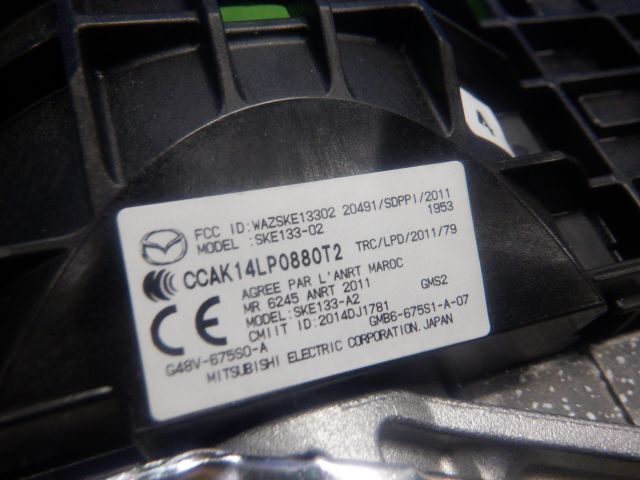 4
FCC ID:WAZSKE13302 20491/SDPPI/2011
MODEL :SKE133-02 1953
CCAK14LP0880T2 TRC/LPD/2011/79
AGREE PAR L'ANRT MAROC
MR 6245 ANRT 2011 GMS2
MODEL:SKE133-A2
CE CMIIT ID:2014DJ1781 GMB6-675S1-A-07
G48V-675S0-A
MITSUBISHI ELECTRIC CORPORATION.JAPAN